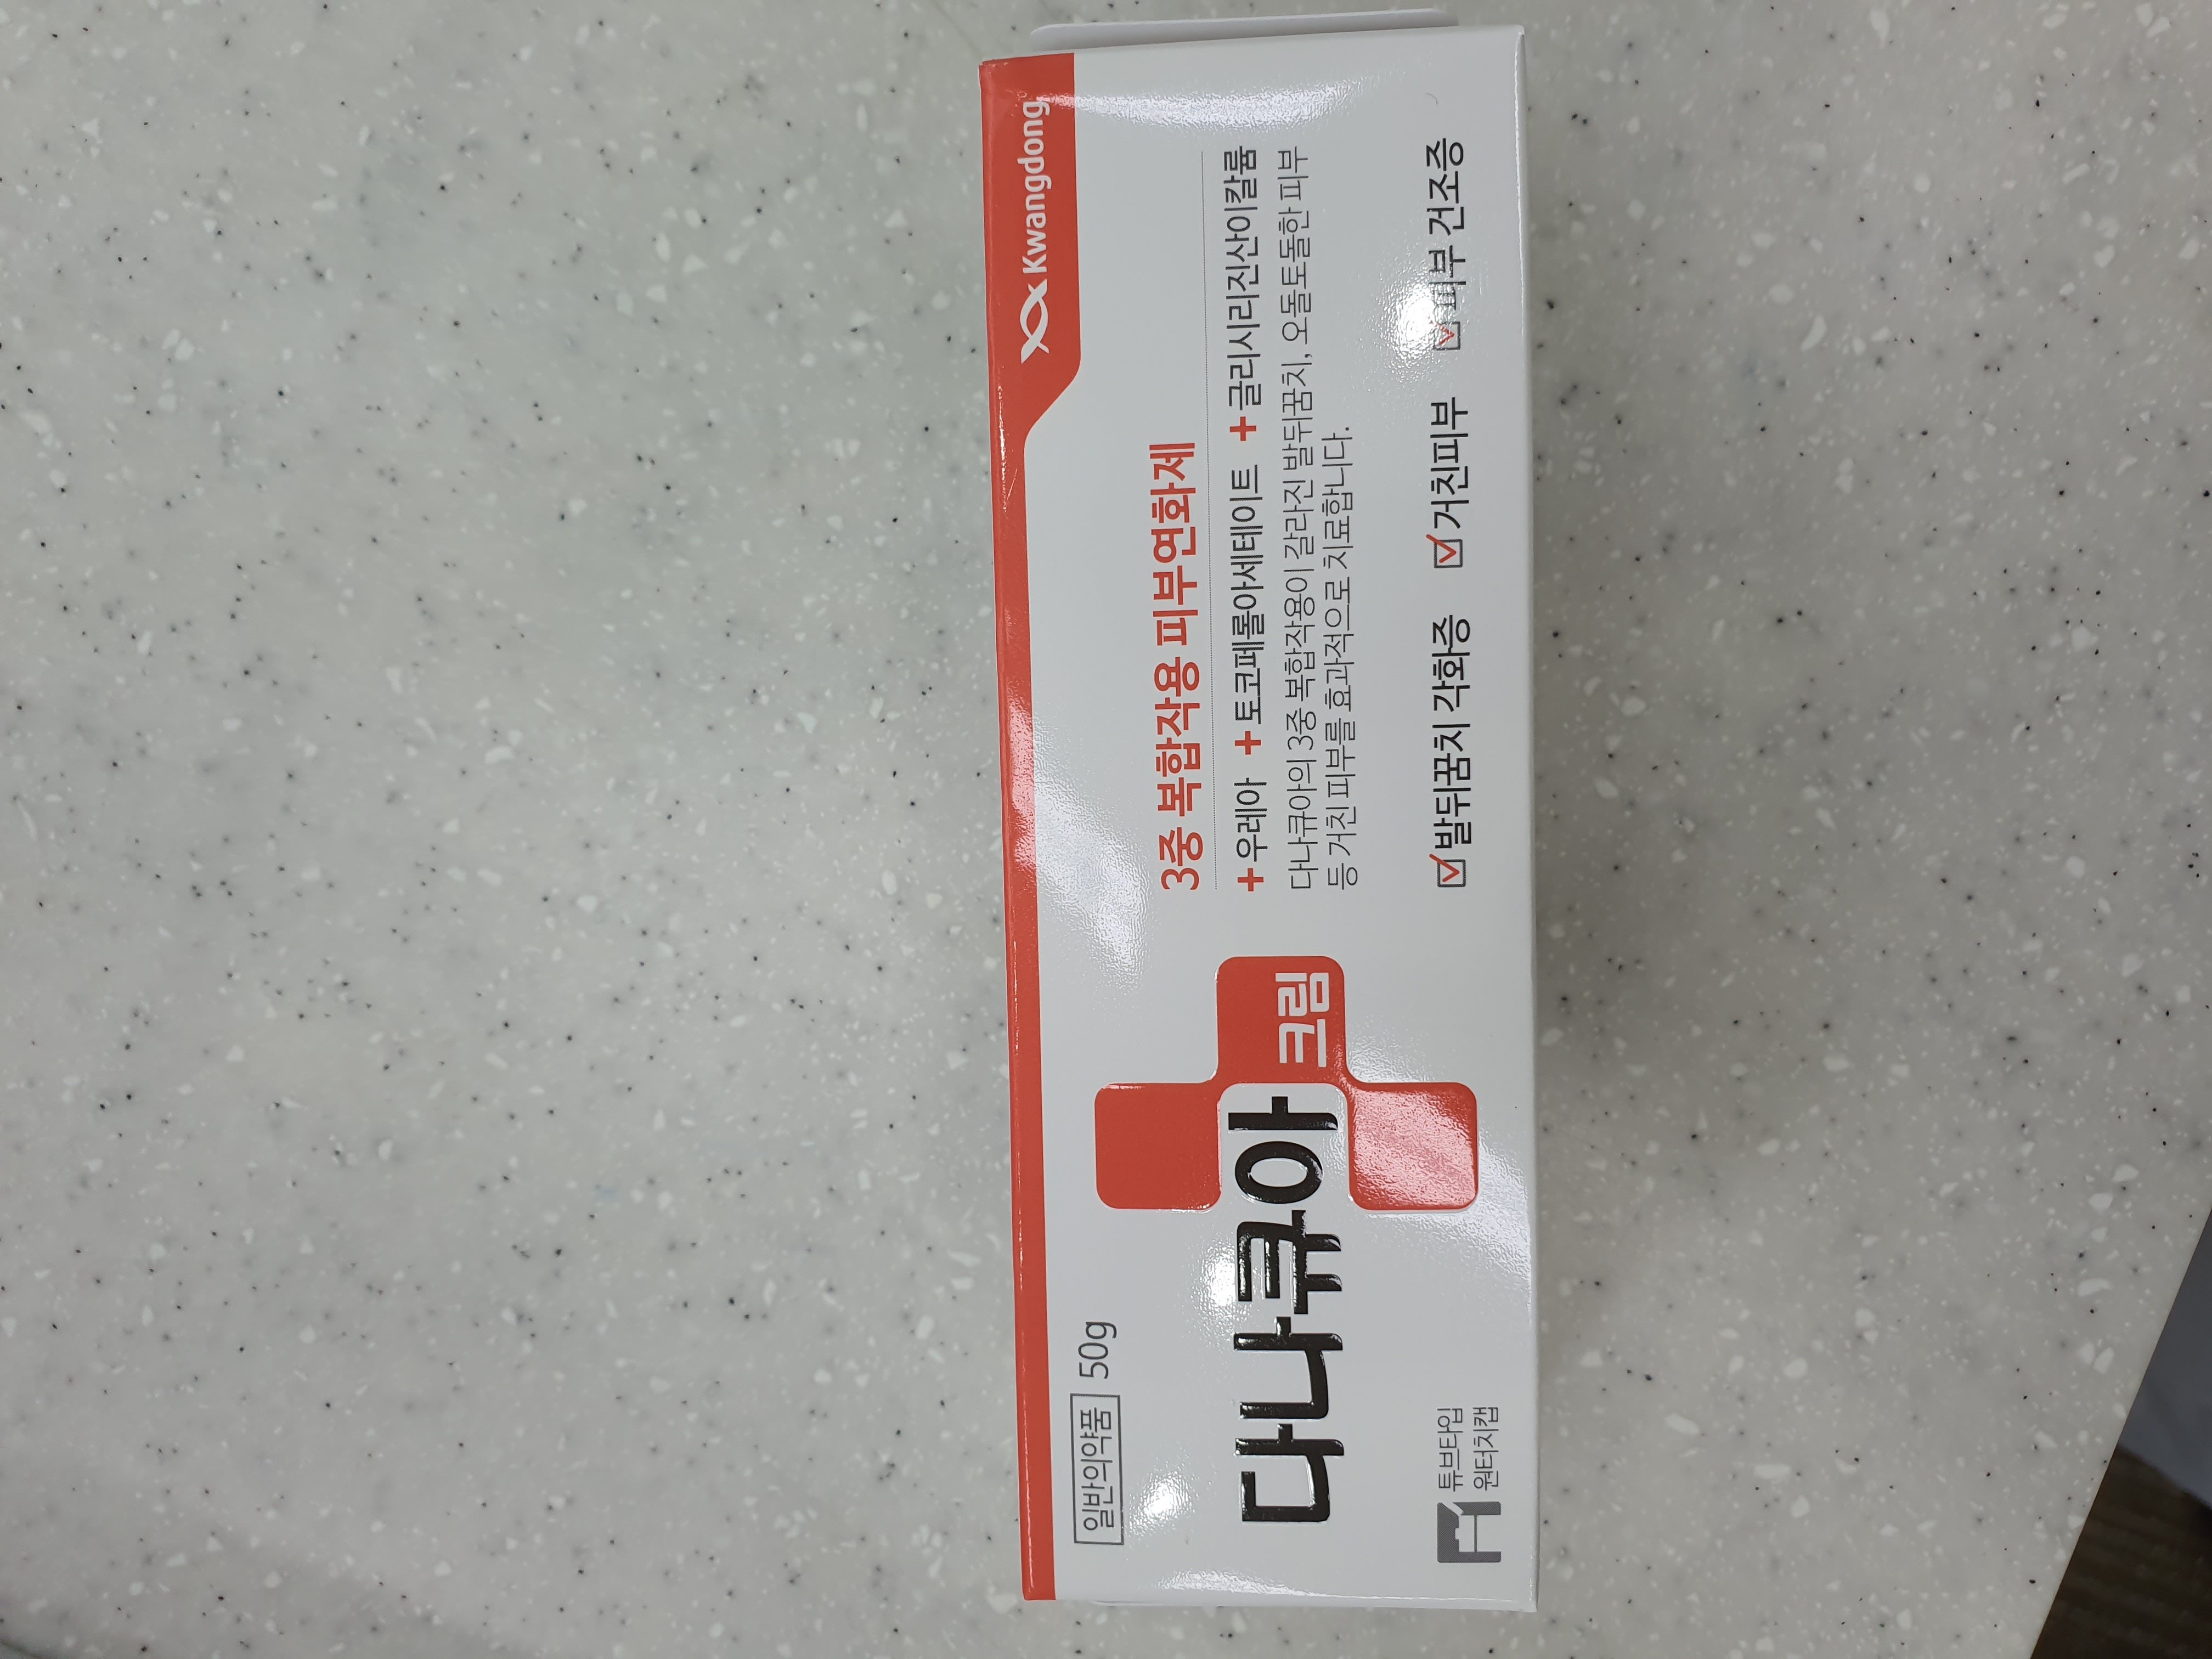 Kwangdong
일반의약품 50g
다나큐아
크림
튜브타입
원터치캡
3중 복합작용 피부연화제
+우레아 +토코페롤아세테이트 +글리시리진산이칼륨
다나큐아의 3중 복합작용이 갈라진 발뒤꿈치, 오돌토돌한 피부
등 거친 피부를 효과적으로 치료합니다.
발뒤꿈치 각화증 거친피부 피부 건조증